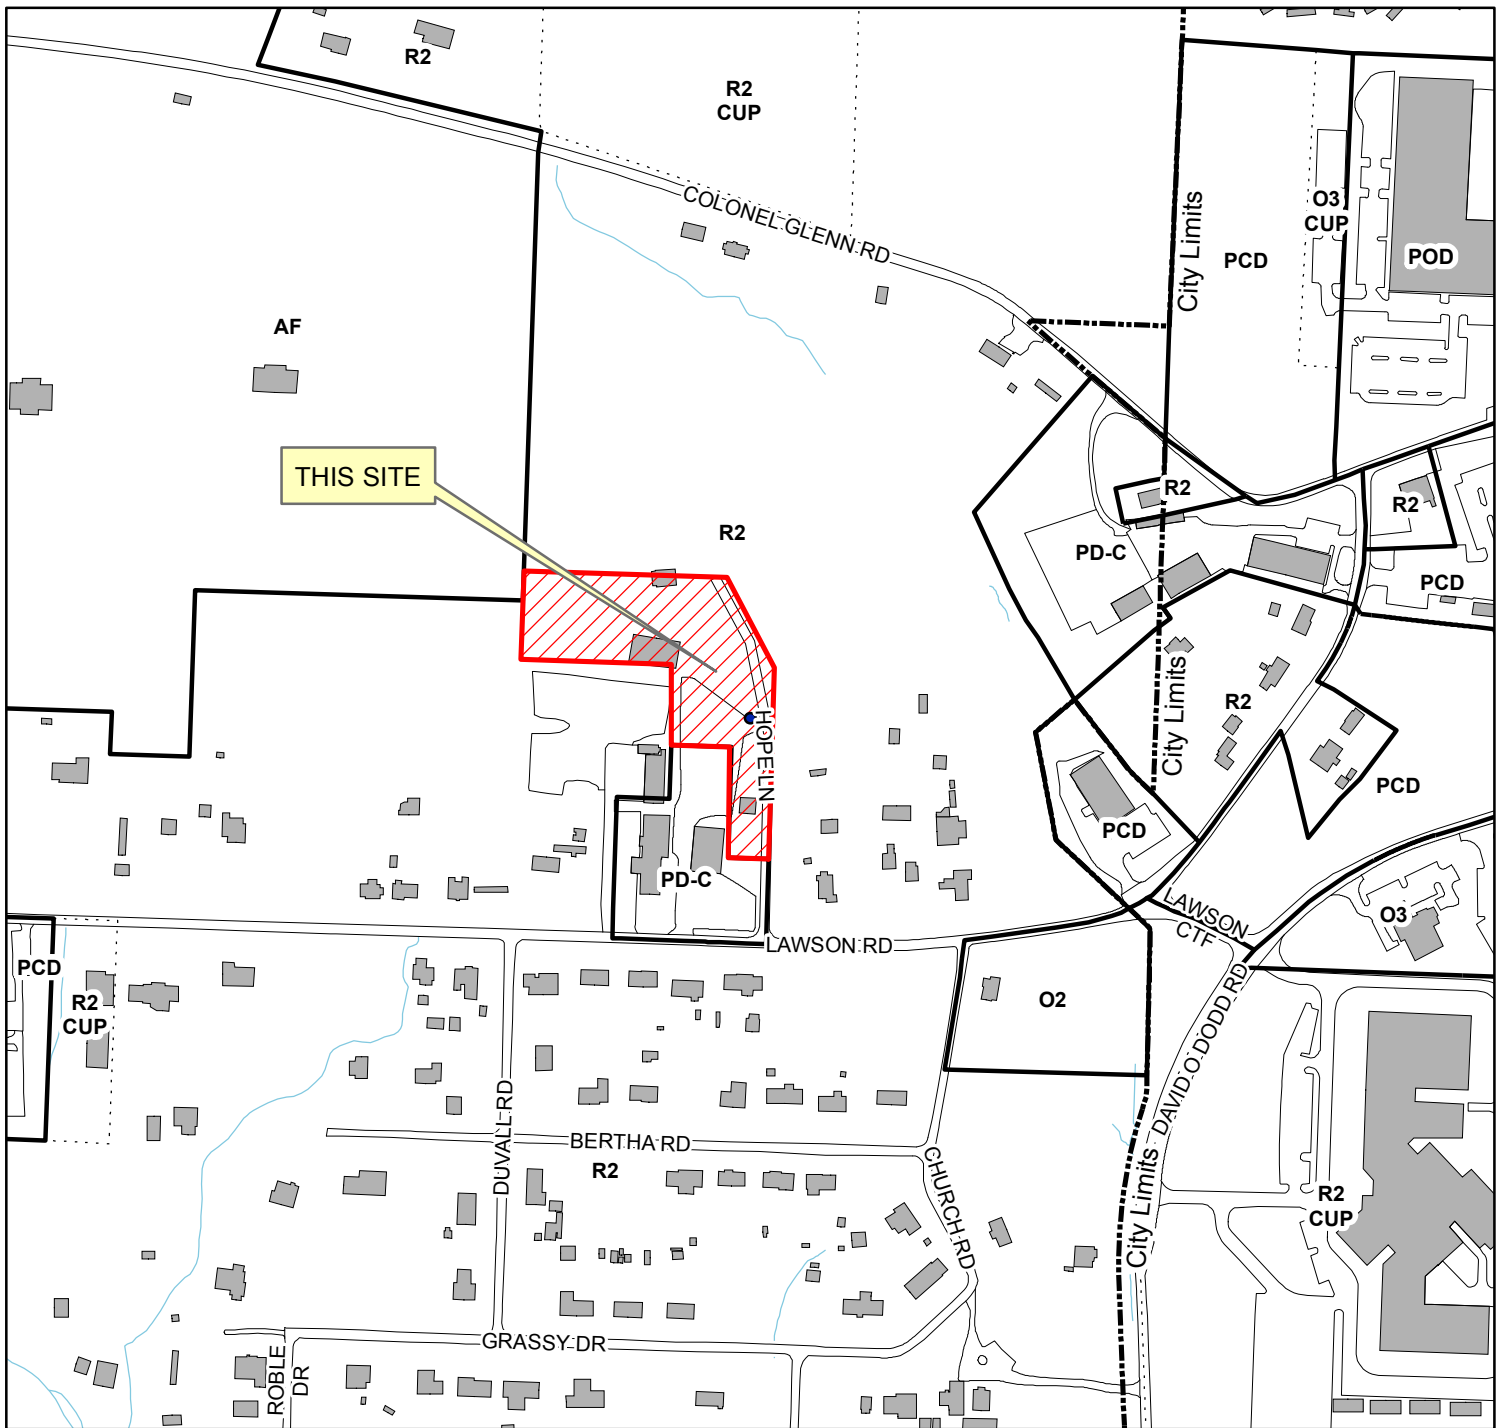 R2
R2
CUP
COLONEL GLENN RD
City Limits
O3
CUP
PCD
POD
AF
THIS SITE
R2
R2
R2
PD-C
PCD
HOPE LN
City Limits
R2
PCD
PCD
PD-C
LAWSON
CTF
O3
LAWSON RD
PCD
R2
CUP
O2
DAVID O DODD RD
DUVALL RD
BERTHA RD
R2
CHURCH RD
City Limits
R2
CUP
GRASSY DR
ROBLE
DR